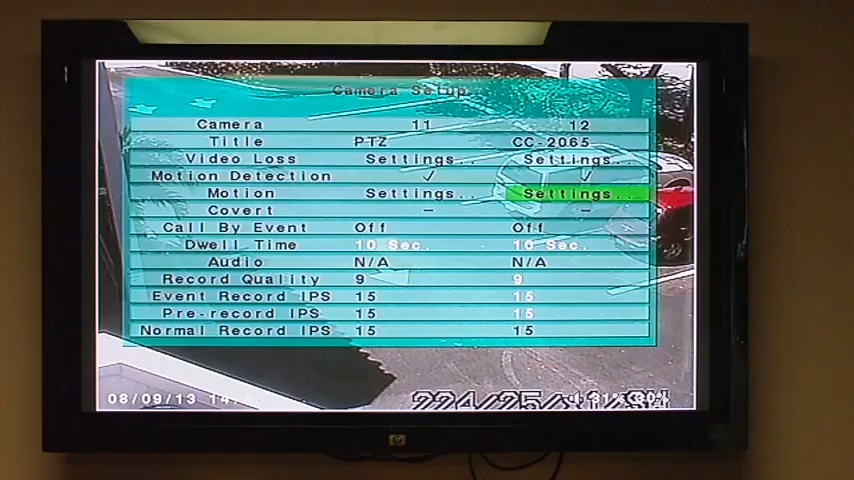 Camera Setup
Camera 11 12
Title PTZ CC-2065
Video Loss Settings... Settings...
Motion Detection ✓ ✓
Motion Settings... Settings...
Covert − −
Call By Event Off Off
Dwell Time 10 Sec. 10 Sec.
Audio N/A N/A
Record Quality 9 9
Event Record IPS 15 15
Pre-record IPS 15 15
Normal Record IPS 15 15
08/09/13 14
hp